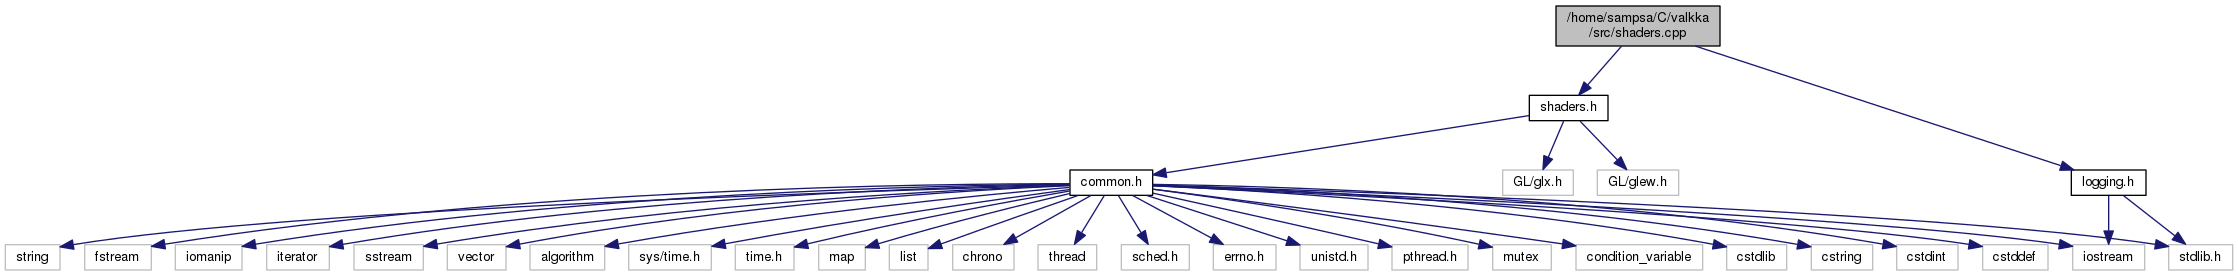 /home/sampsa/C/valkka
/src/shaders.cpp
shaders.h
common.h
GL/glx.h
GL/glew.h
logging.h
string
fstream
iomanip
iterator
sstream
vector
algorithm
sys/time.h
time.h
map
list
chrono
thread
sched.h
errno.h
unistd.h
pthread.h
mutex
condition_variable
cstdlib
cstring
cstdint
cstddef
iostream
stdlib.h